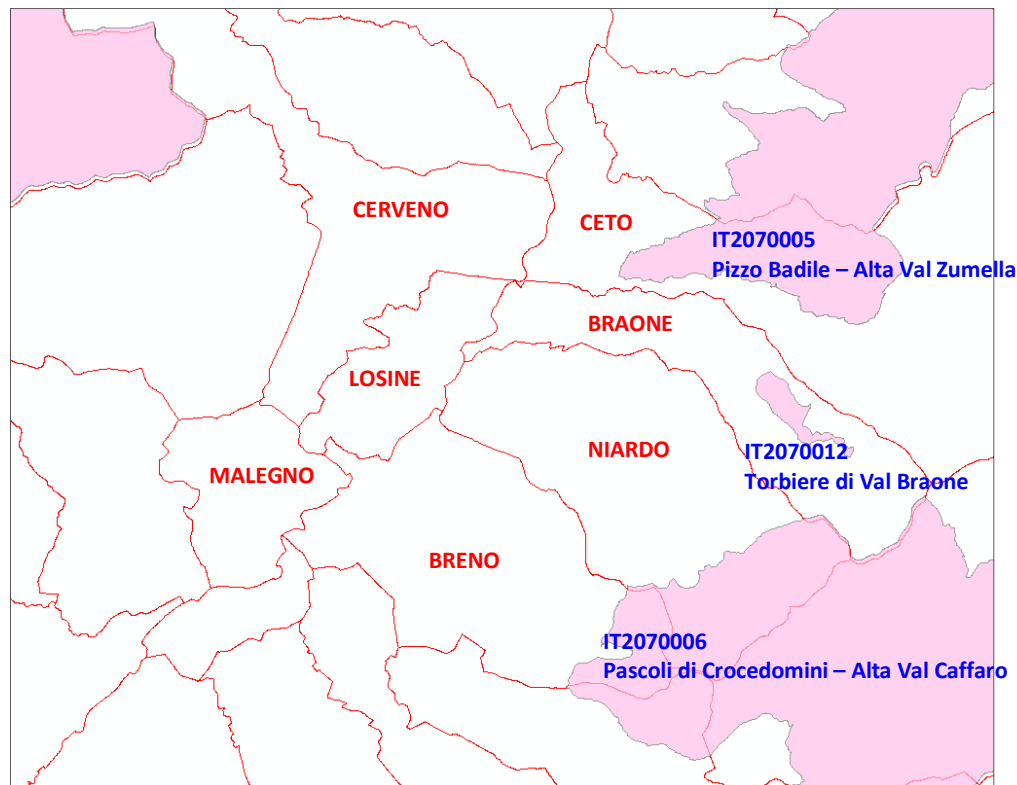 CERVENO
CETO
IT2070005
Pizzo Badile – Alta Val Zumella
BRAONE
LOSINE
NIARDO
IT2070012
Torbiere di Val Braone
MALEGNO
BRENO
IT2070006
Pascoli di Crocedomini – Alta Val Caffaro